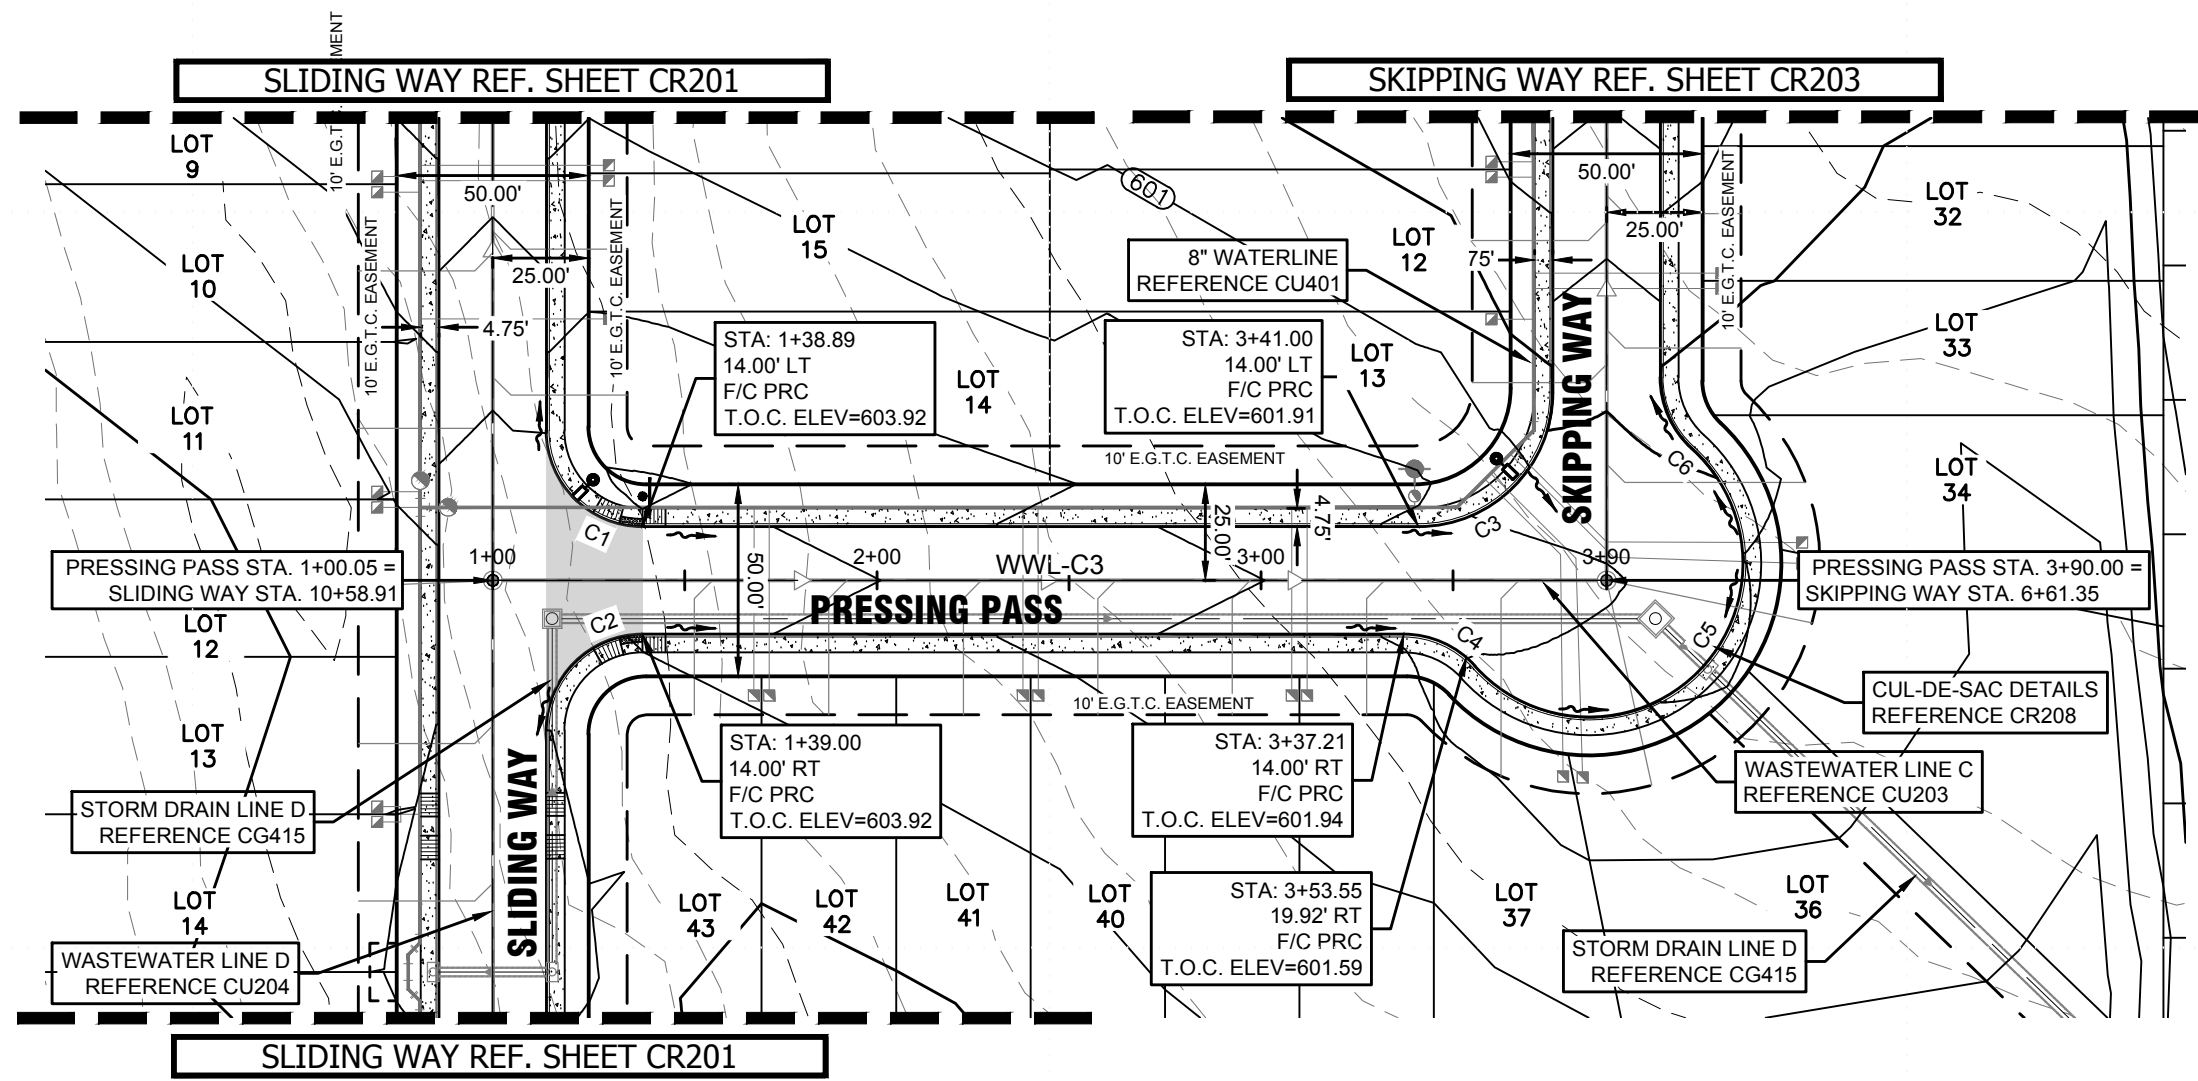 SLIDING WAY REF. SHEET CR201
SKIPPING WAY REF. SHEET CR203
10' E.G.T.C. EASEMENT
LOT
9
50.00'
10' E.G.T.C. EASEMENT
LOT
10
25.00'
10' E.G.T.C. EASEMENT
4.75'
LOT
15
601
8" WATERLINE
REFERENCE CU401
LOT
12
75'
50.00'
25.00'
10' E.G.T.C. EASEMENT
LOT
32
LOT
33
STA: 1+38.89
14.00' LT
F/C PRC
T.O.C. ELEV=603.92
LOT
14
STA: 3+41.00
14.00' LT
F/C PRC
T.O.C. ELEV=601.91
LOT
13
SKIPPING WAY
LOT
11
10' E.G.T.C. EASEMENT
C6
LOT
34
C1
25.00'
4.75'
C3
PRESSING PASS STA. 1+00.05 =
SLIDING WAY STA. 10+58.91
1+00
50.00'
2+00
WWL-C3
3+00
3+90
PRESSING PASS STA. 3+90.00 =
SKIPPING WAY STA. 6+61.35
PRESSING PASS
LOT
12
C2
C4
C5
LOT
13
10' E.G.T.C. EASEMENT
CUL-DE-SAC DETAILS
REFERENCE CR208
STA: 1+39.00
14.00' RT
F/C PRC
T.O.C. ELEV=603.92
STA: 3+37.21
14.00' RT
F/C PRC
T.O.C. ELEV=601.94
WASTEWATER LINE C
REFERENCE CU203
STORM DRAIN LINE D
REFERENCE CG415
SLIDING WAY
LOT
14
LOT
43
LOT
42
LOT
41
LOT
40
STA: 3+53.55
19.92' RT
F/C PRC
T.O.C. ELEV=601.59
LOT
37
LOT
36
WASTEWATER LINE D
REFERENCE CU204
STORM DRAIN LINE D
REFERENCE CG415
SLIDING WAY REF. SHEET CR201